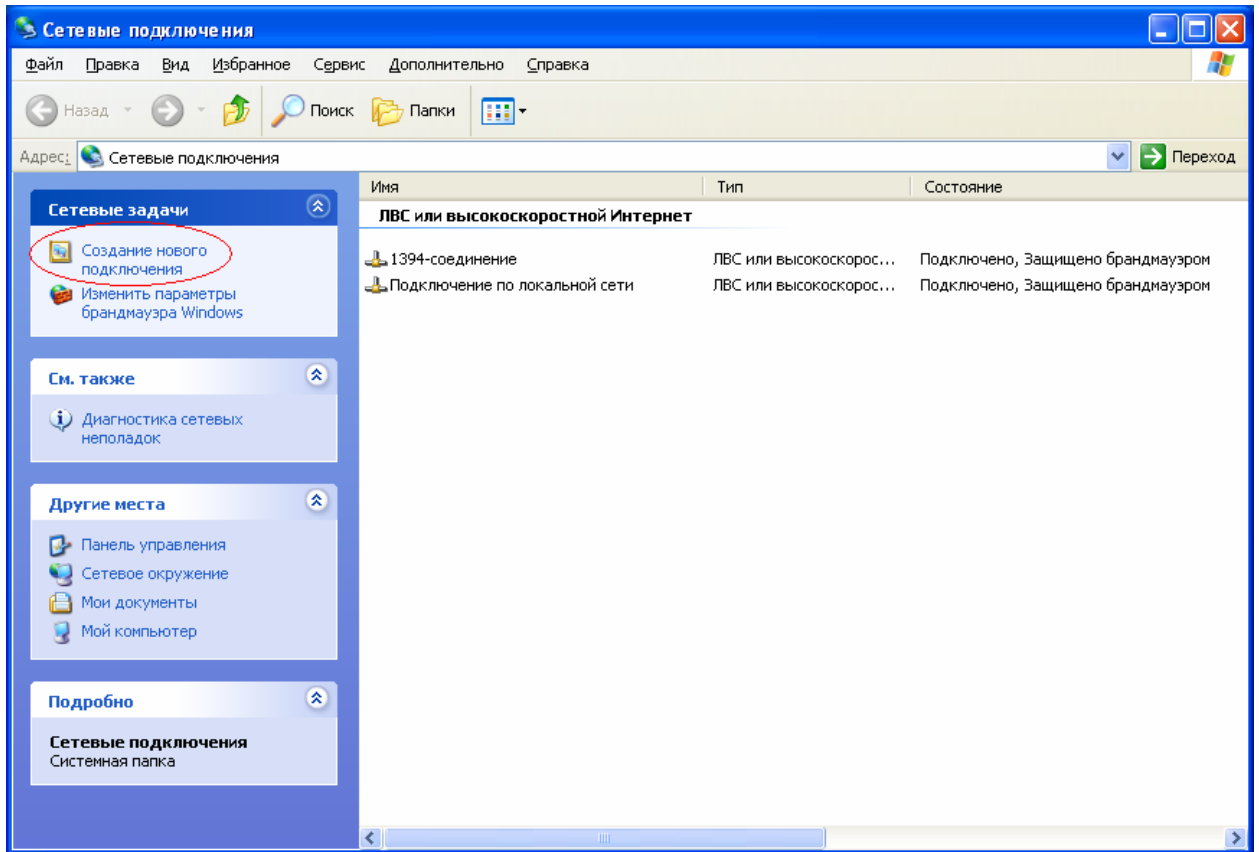 Сетевые подключения
Файл Правка Вид Избранное Сервис Дополнительно Справка
Назад Поиск Папки
Адрес: Сетевые подключения Переход
Сетевые задачи
Создание нового
подключения
Изменить параметры
брандмауэра Windows
См. также
Диагностика сетевых
неполадок
Другие места
Панель управления
Сетевое окружение
Мои документы
Мой компьютер
Подробно
Сетевые подключения
Системная папка
Имя Тип Состояние
ЛВС или высокоскоростной Интернет
1394-соединение ЛВС или высокоскорос... Подключено, Защищено брандмауэром
Подключение по локальной сети ЛВС или высокоскорос... Подключено, Защищено брандмауэром